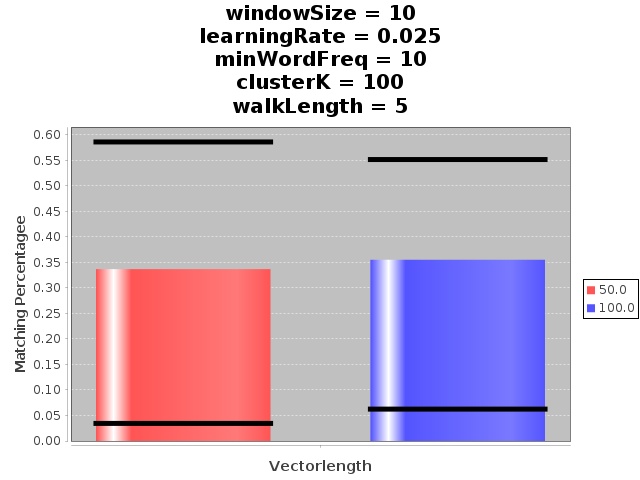 windowSize = 10
learningRate = 0.025
minWordFreq = 10
clusterK = 100
walkLength = 5
0.60
0.55
0.50
0.45
0.40
0.35
0.30
0.25
0.20
0.15
0.10
0.05
0.00
Matching Percentagee
Vectorlength
50.0
100.0